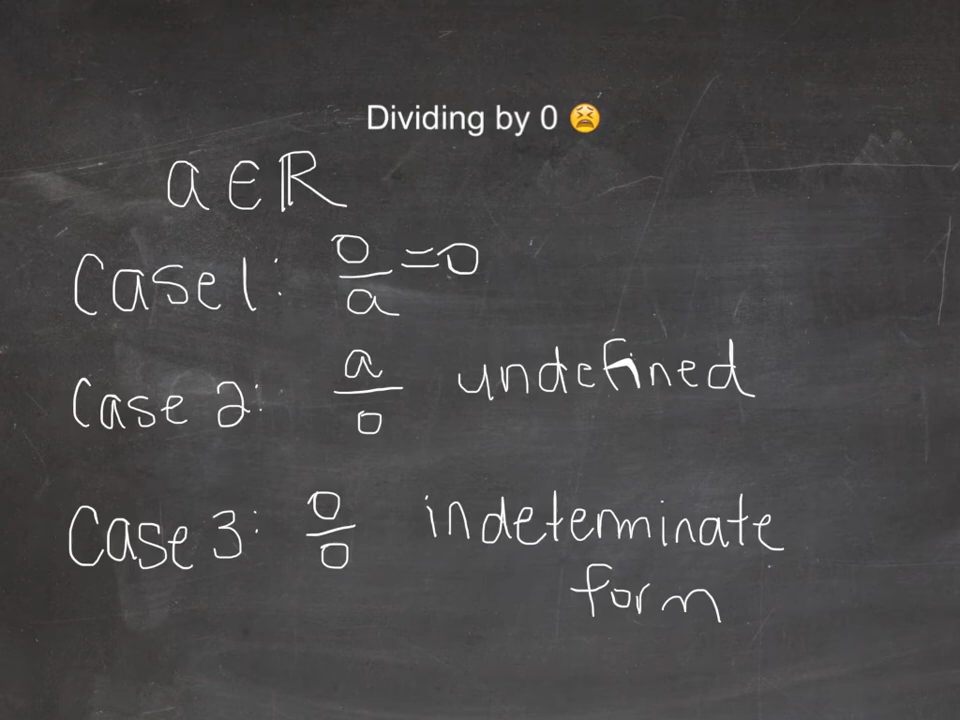 Dividing by 0 😫
a∈ℝ
Case 1: 0/a = 0
Case 2: a/0 undefined
Case 3: 0/0 indeterminate
form